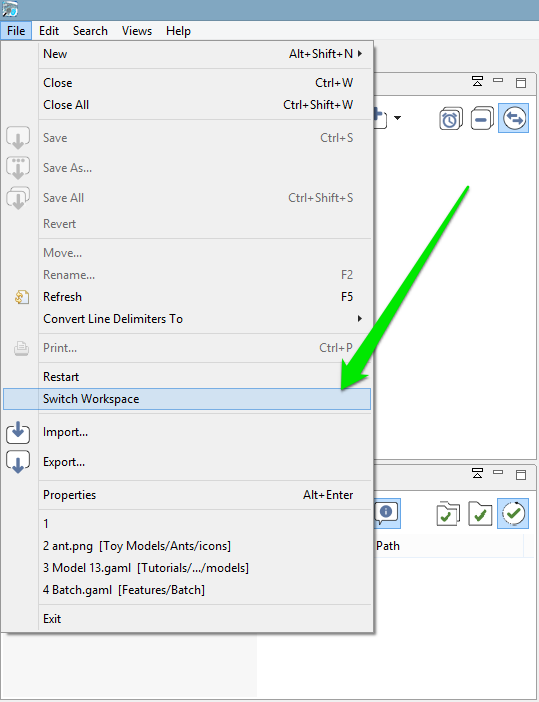 File Edit Search Views Help
New Alt+Shift+N
Close Ctrl+W
Close All Ctrl+Shift+W
Save Ctrl+S
Save As...
Save All Ctrl+Shift+S
Revert
Move...
Rename... F2
Refresh F5
Convert Line Delimiters To
Print... Ctrl+P
Restart
Switch Workspace
Import...
Export...
Properties Alt+Enter
1
2 ant.png [Toy Models/Ants/icons]
Path
3 Model 13.gaml [Tutorials/.../models]
4 Batch.gaml [Features/Batch]
Exit